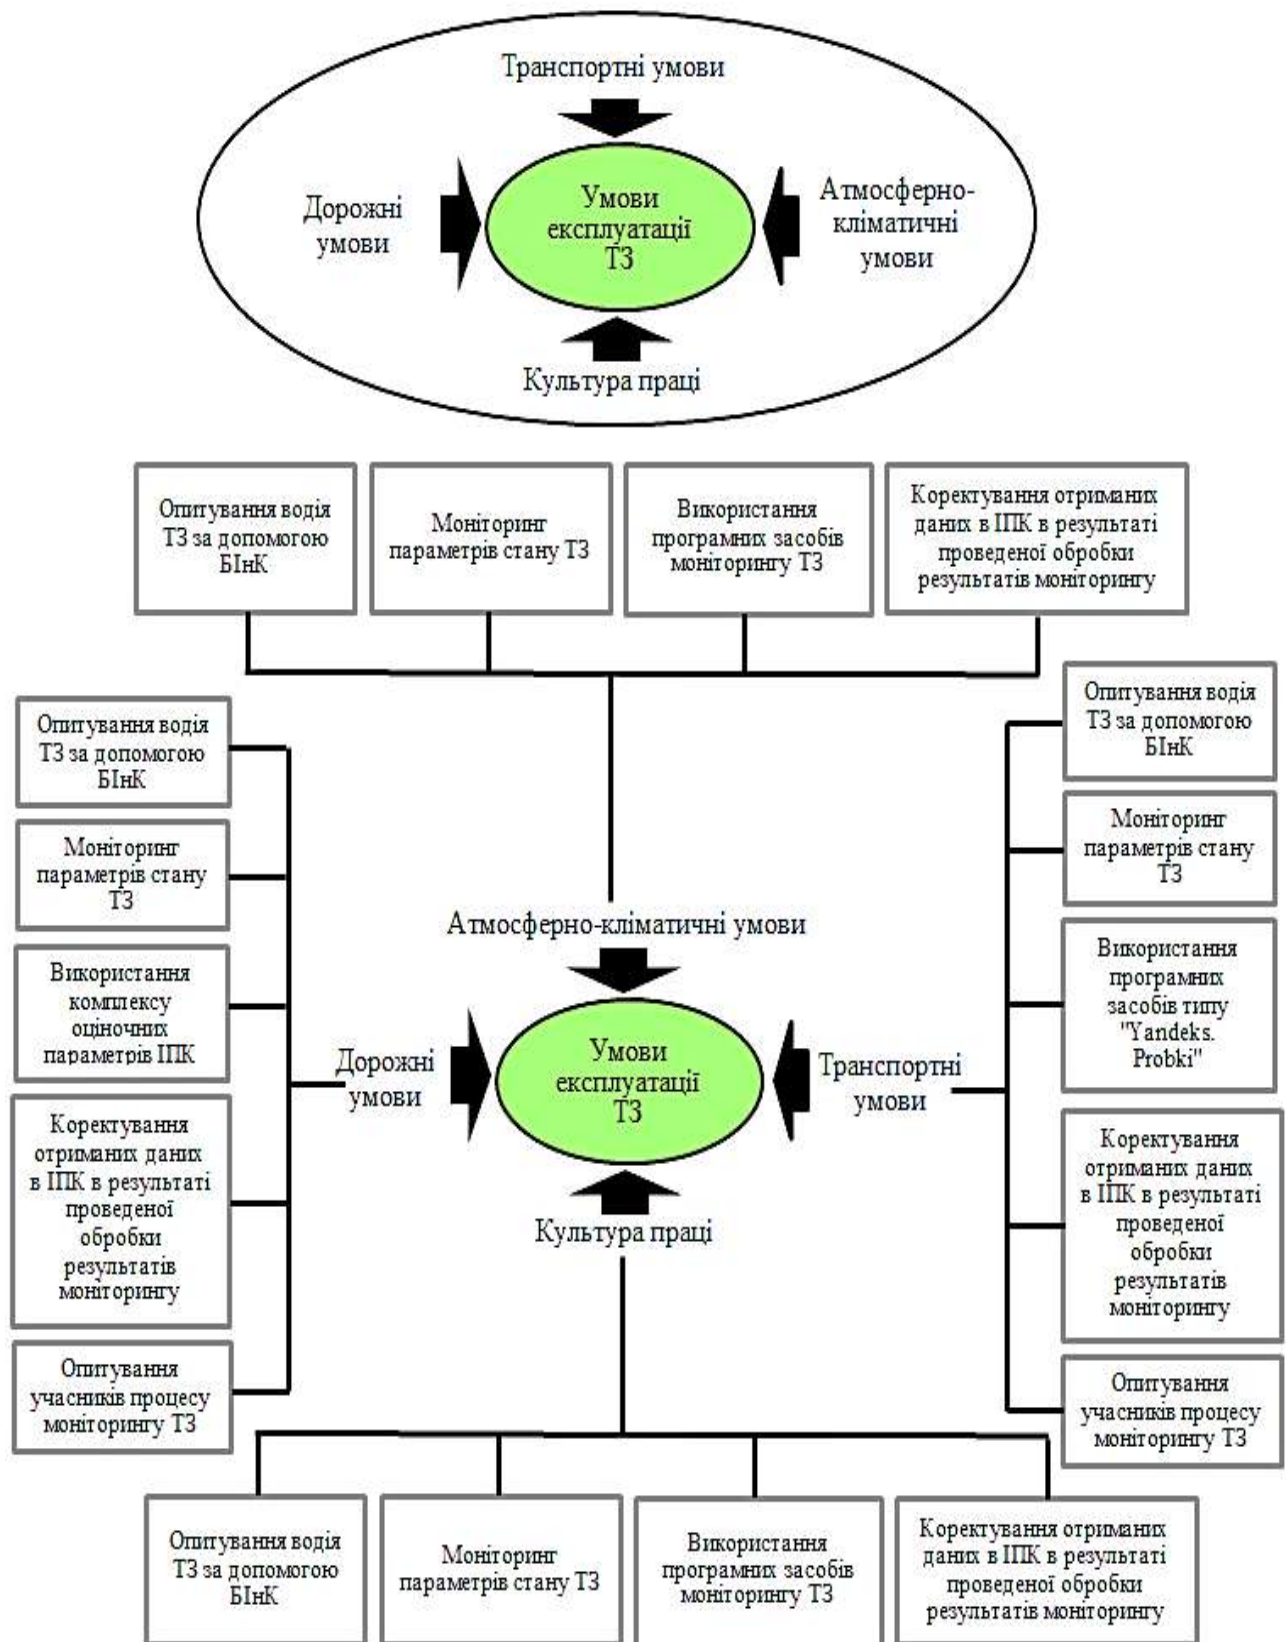 Транспортні умови
Дорожні
умови
Умови
експлуатації
ТЗ
Атмосферно-
кліматичні
умови
Культура праці
Опитування водія
ТЗ за допомогою
БІнК
Моніторинг
параметрів стану ТЗ
Використання
програмних засобів
моніторингу ТЗ
Коректування отриманих
даних в ІПК в результаті
проведеної обробки
результатів моніторингу
Опитування водія
ТЗ за допомогою
БІнК
Моніторинг
параметрів стану
ТЗ
Використання
комплексу
оціночних
параметрів ІПК
Коректування
отриманих даних
в ІПК в результаті
проведеної
обробки
результатів
моніторингу
Опитування
учасників процесу
моніторингу ТЗ
Атмосферно-кліматичні умови
Дорожні
умови
Умови
експлуатації
ТЗ
Транспортні
умови
Культура праці
Опитування водія
ТЗ за допомогою
БІнК
Моніторинг
параметрів стану
ТЗ
Використання
програмних
засобів типу
"Yandeks.
Probki"
Коректування
отриманих даних
в ІПК в результаті
проведеної
обробки
результатів
моніторингу
Опитування
учасників процесу
моніторингу ТЗ
Опитування водія
ТЗ за допомогою
БІнК
Моніторинг
параметрів стану ТЗ
Використання
програмних засобів
моніторингу ТЗ
Коректування отриманих
даних в ІПК в результаті
проведеної обробки
результатів моніторингу